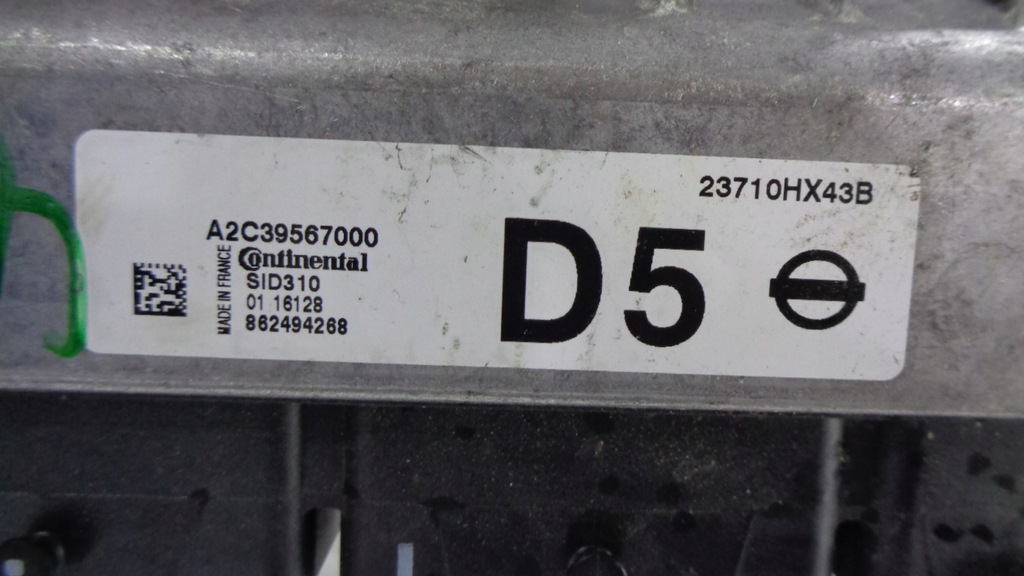 23710HX43B
A2C39567000
Continental
SID310
01 16128
862494268
MADE IN FRANCE
D5